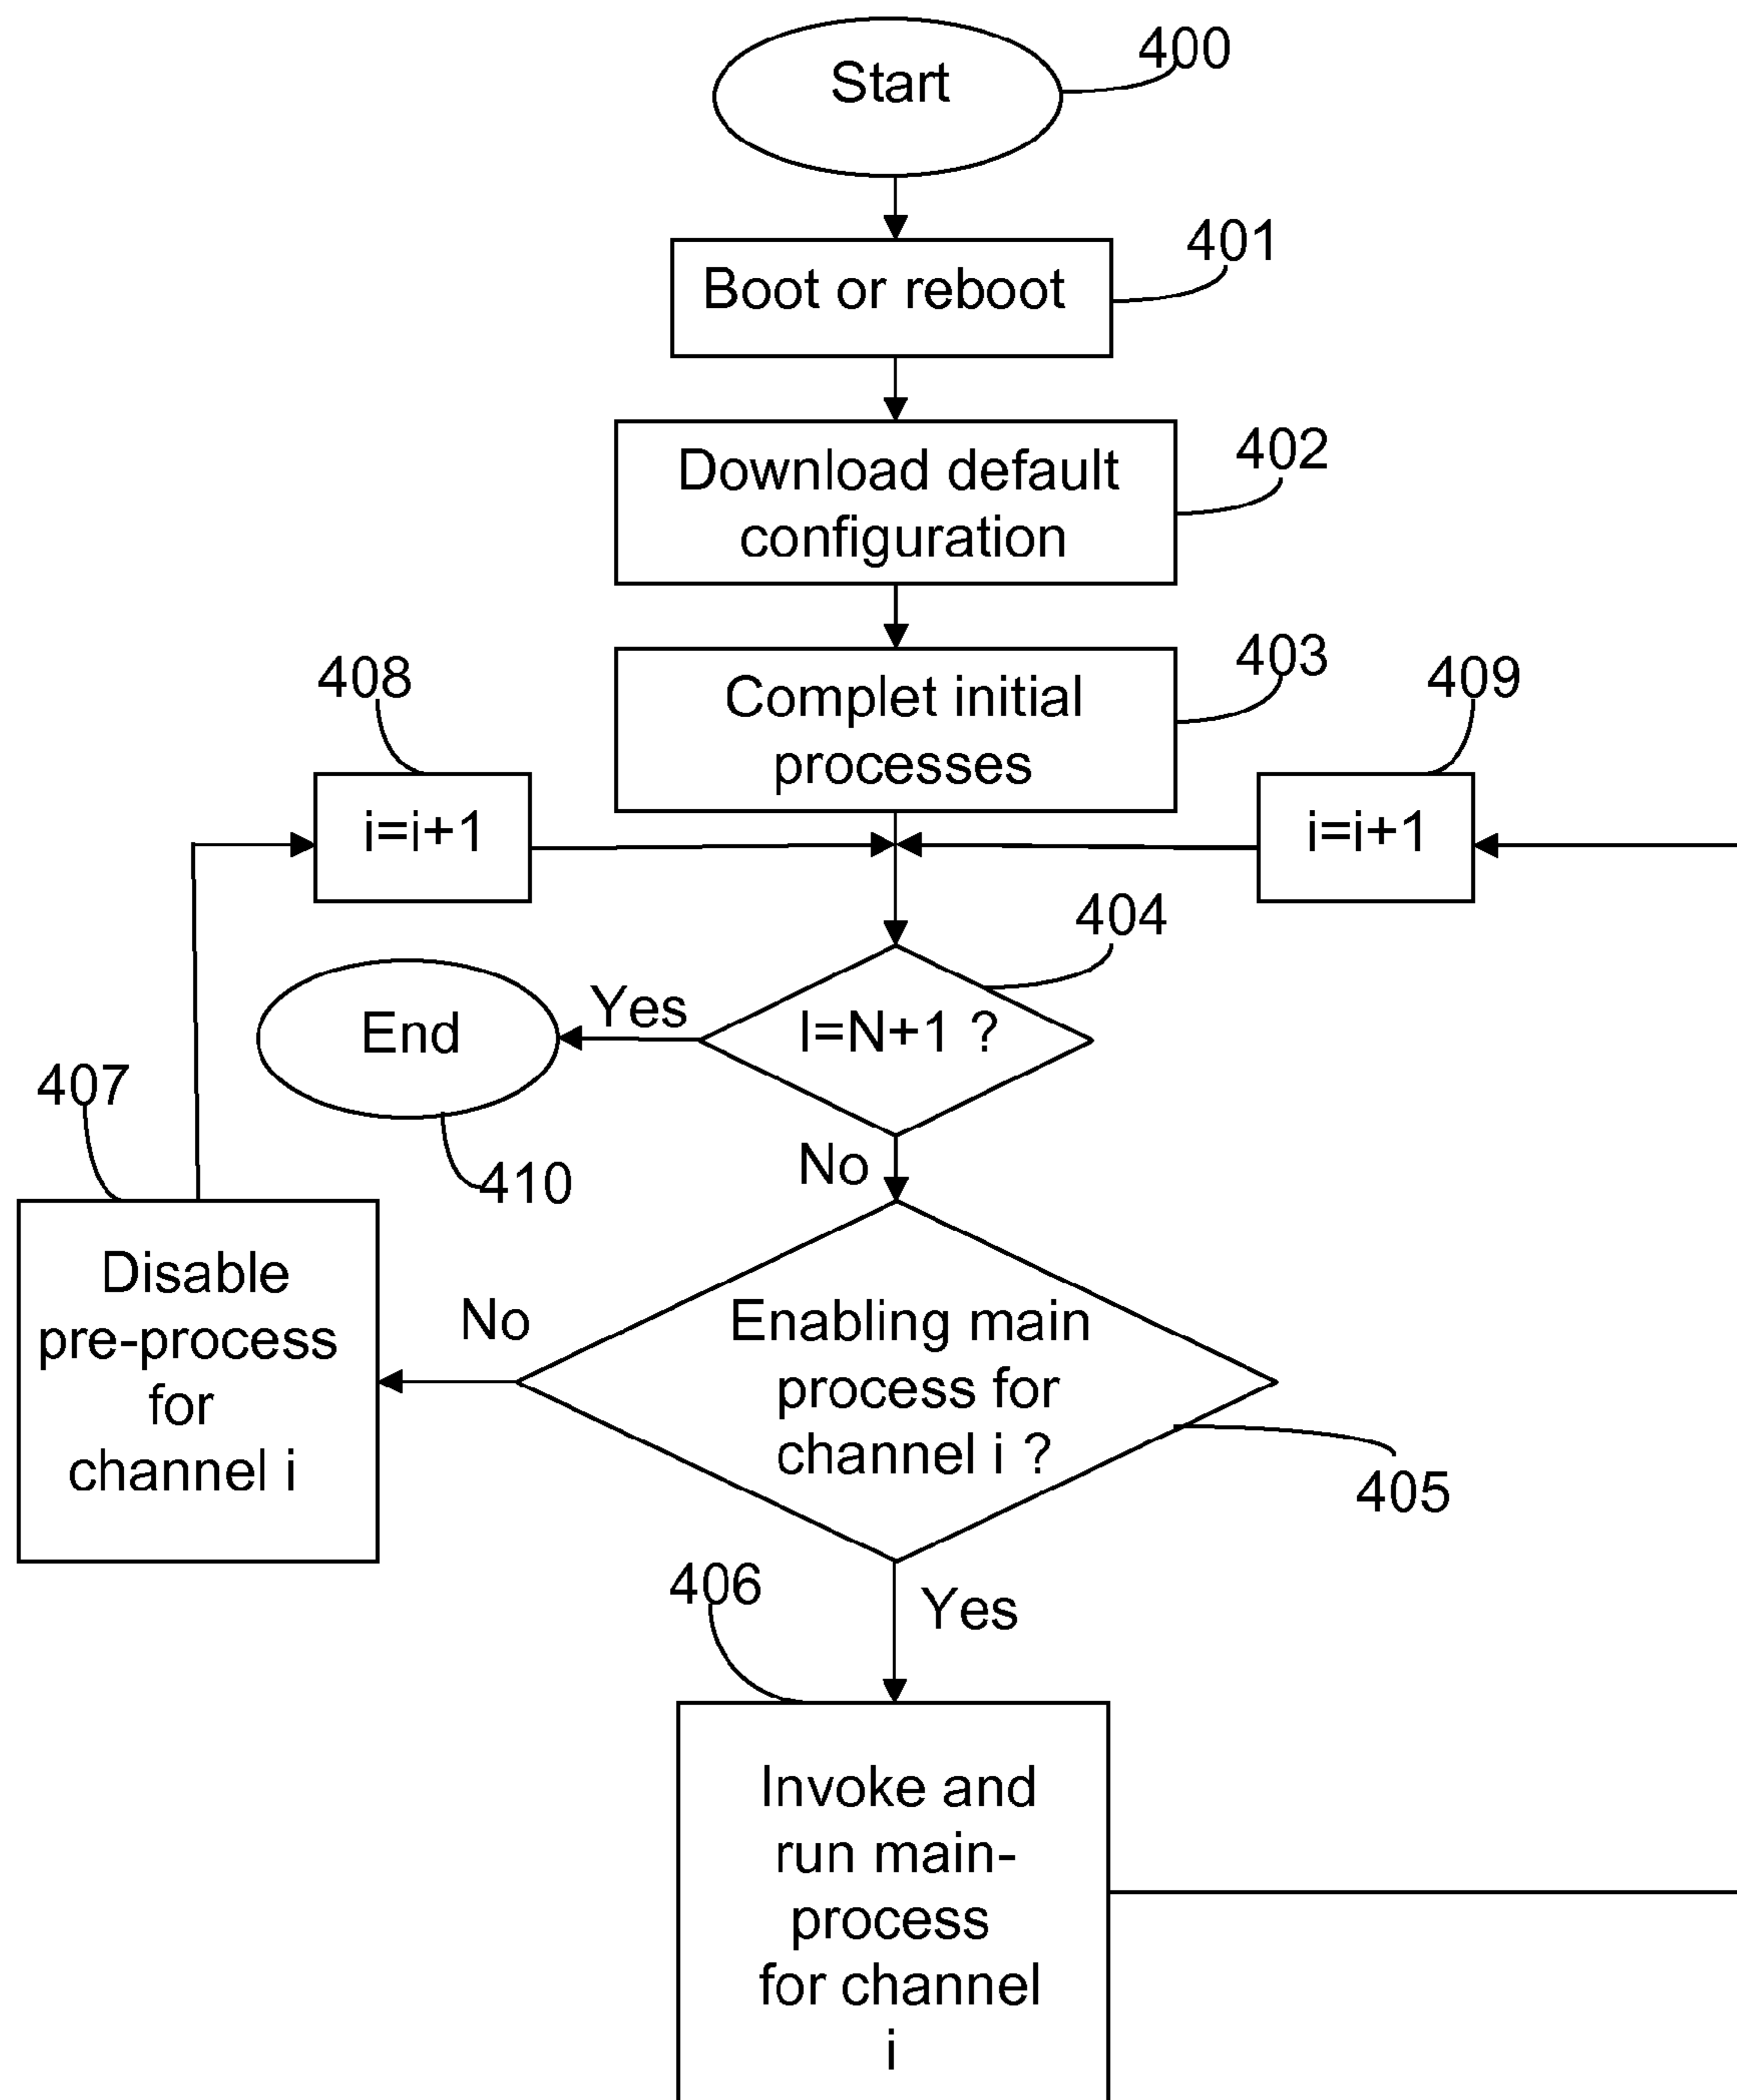 Start
400
Boot or reboot
401
Download default
configuration
402
Complet initial
processes
403
408
i=i+1
409
i=i+1
404
I=N+1 ?
Yes
End
410
No
407
Disable
pre-process
for
channel i
No
Enabling main
process for
channel i ?
405
406
Yes
Invoke and
run main-
process
for channel
i